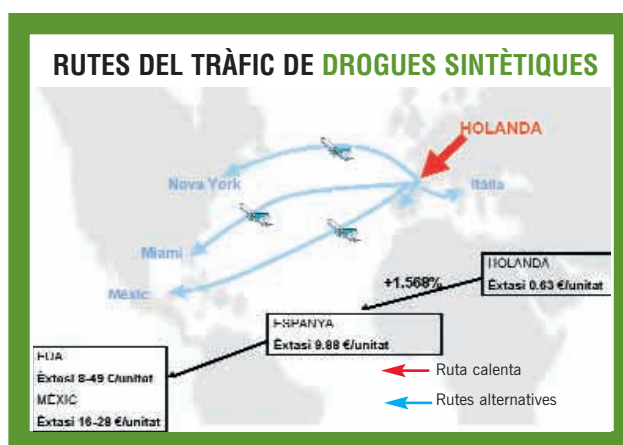 RUTES DEL TRÀFIC DE DROGUES SINTÈTIQUES
HOLANDA
Nova York
Itàlia
Miami
Mèxic
HOLANDA
Èxtasi 0.63 €/unitat
+1.568%
ESPANYA
Èxtasi 9.88 €/unitat
EUA
Èxtasi 8-49 €/unitat
MÈXIC
Èxtasi 16-28 €/unitat
Ruta calenta
Rutes alternatives